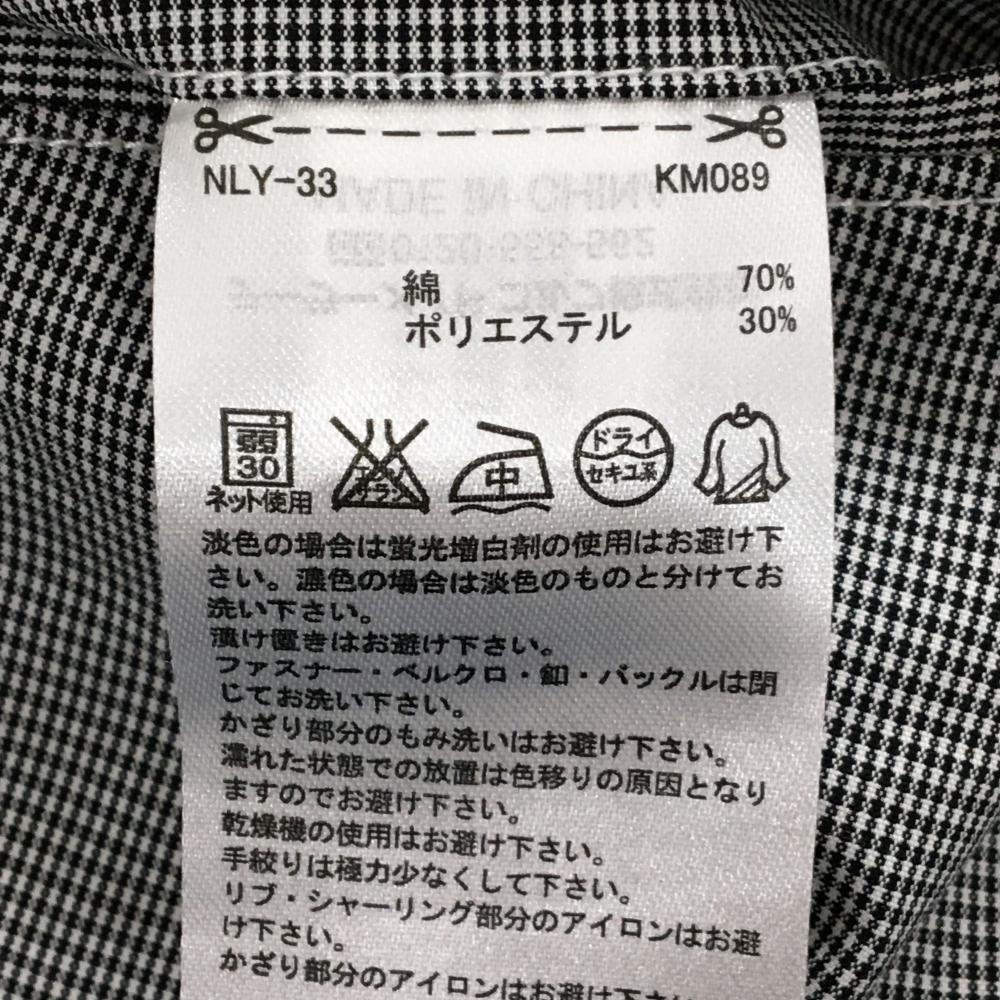 NLY-33 KM089
綿 70%
ポリエステル 30%
弱
30
ネット使用
エンソ
サラシ
中
ドライ
セキユ系
淡色の場合は蛍光増白剤の使用はお避け下
さい。濃色の場合は淡色のものと分けてお
洗い下さい。
漬け置きはお避け下さい。
ファスナー・ベルクロ・釦・バックルは閉
じてお洗い下さい。
かざり部分のもみ洗いはお避け下さい。
濡れた状態での放置は色移りの原因となり
ますのでお避け下さい。
乾燥機の使用はお避け下さい。
手絞りは極力少なくして下さい。
リブ・シャーリング部分のアイロンはお避
け下さい。
かざり部分のアイロンはお避け下さい。
MADE IN CHINA